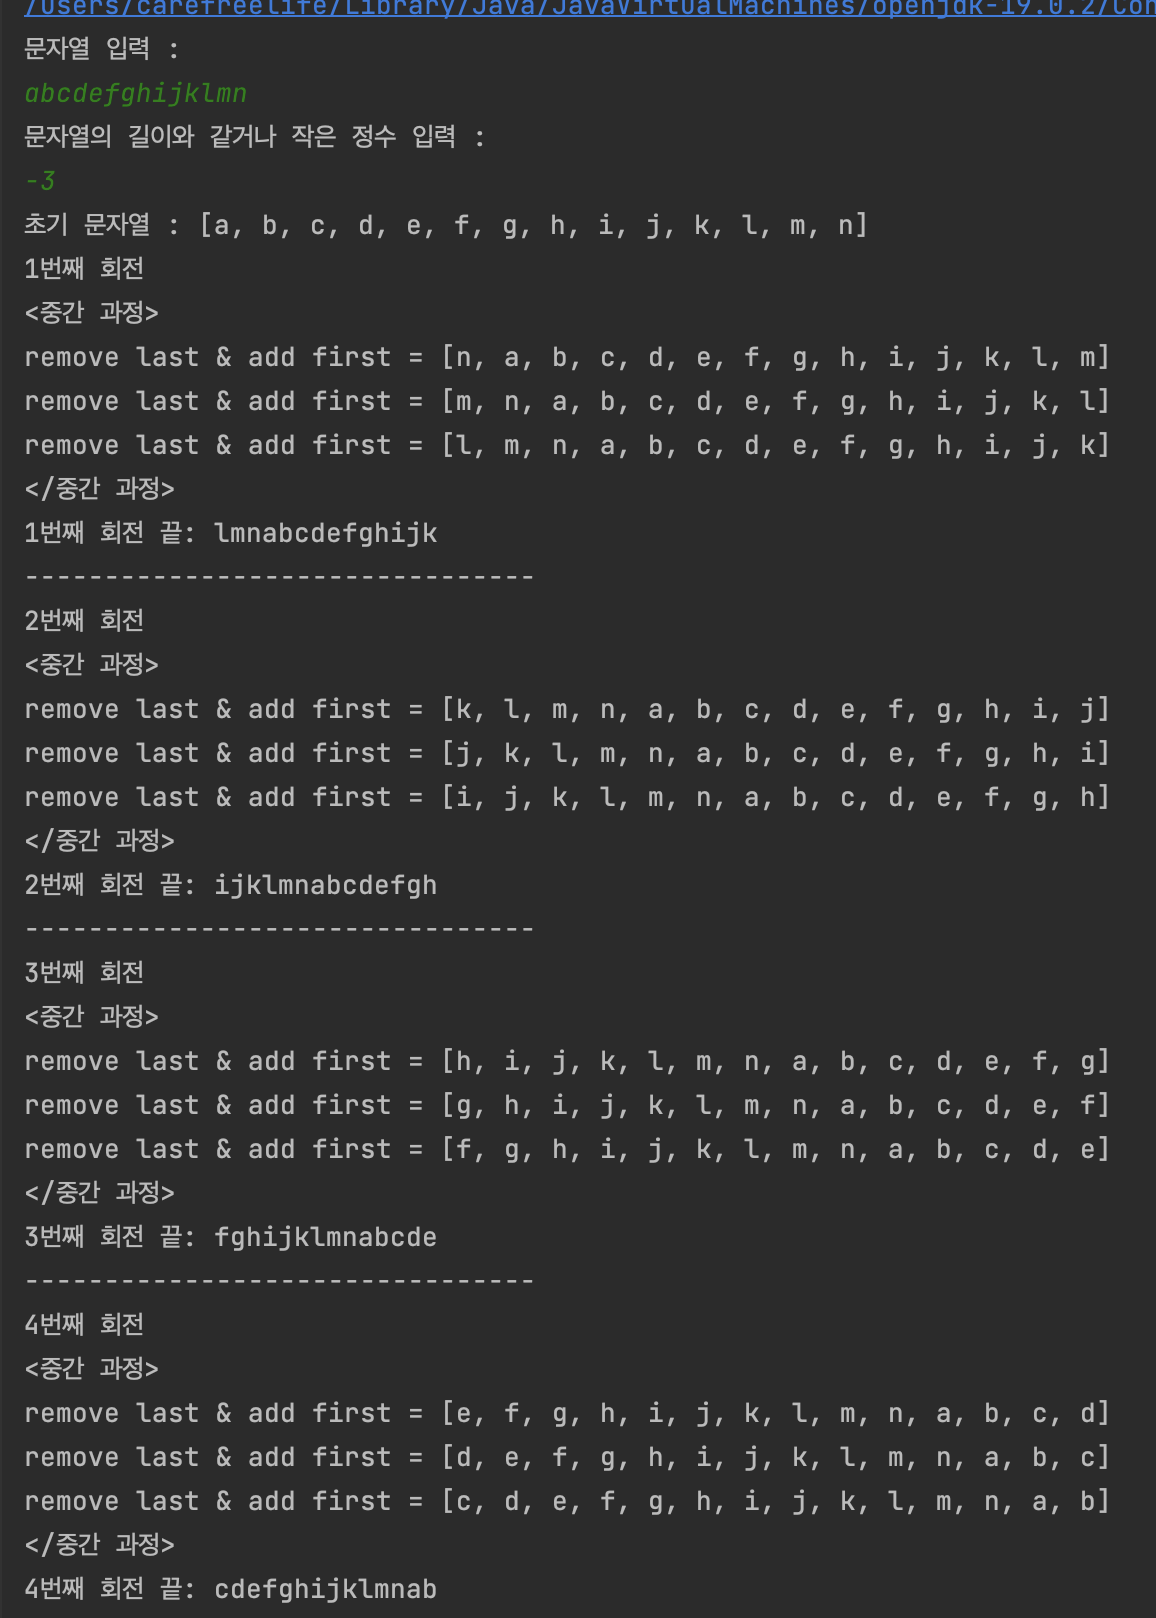 /Users/carefreelife/Library/Java/JavaVirtualMachines/openjdk-19.0.2/Con
문자열 입력 :
abcdefghijklmn
문자열의 길이와 같거나 작은 정수 입력 :
-3
초기 문자열 : [a, b, c, d, e, f, g, h, i, j, k, l, m, n]
1번째 회전
<중간 과정>
remove last & add first = [n, a, b, c, d, e, f, g, h, i, j, k, l, m]
remove last & add first = [m, n, a, b, c, d, e, f, g, h, i, j, k, l]
remove last & add first = [l, m, n, a, b, c, d, e, f, g, h, i, j, k]
</중간 과정>
1번째 회전 끝: lmnabcdefghijk
--------------------------------
2번째 회전
<중간 과정>
remove last & add first = [k, l, m, n, a, b, c, d, e, f, g, h, i, j]
remove last & add first = [j, k, l, m, n, a, b, c, d, e, f, g, h, i]
remove last & add first = [i, j, k, l, m, n, a, b, c, d, e, f, g, h]
</중간 과정>
2번째 회전 끝: ijklmnabcdefgh
--------------------------------
3번째 회전
<중간 과정>
remove last & add first = [h, i, j, k, l, m, n, a, b, c, d, e, f, g]
remove last & add first = [g, h, i, j, k, l, m, n, a, b, c, d, e, f]
remove last & add first = [f, g, h, i, j, k, l, m, n, a, b, c, d, e]
</중간 과정>
3번째 회전 끝: fghijklmnabcde
--------------------------------
4번째 회전
<중간 과정>
remove last & add first = [e, f, g, h, i, j, k, l, m, n, a, b, c, d]
remove last & add first = [d, e, f, g, h, i, j, k, l, m, n, a, b, c]
remove last & add first = [c, d, e, f, g, h, i, j, k, l, m, n, a, b]
</중간 과정>
4번째 회전 끝: cdefghijklmnab